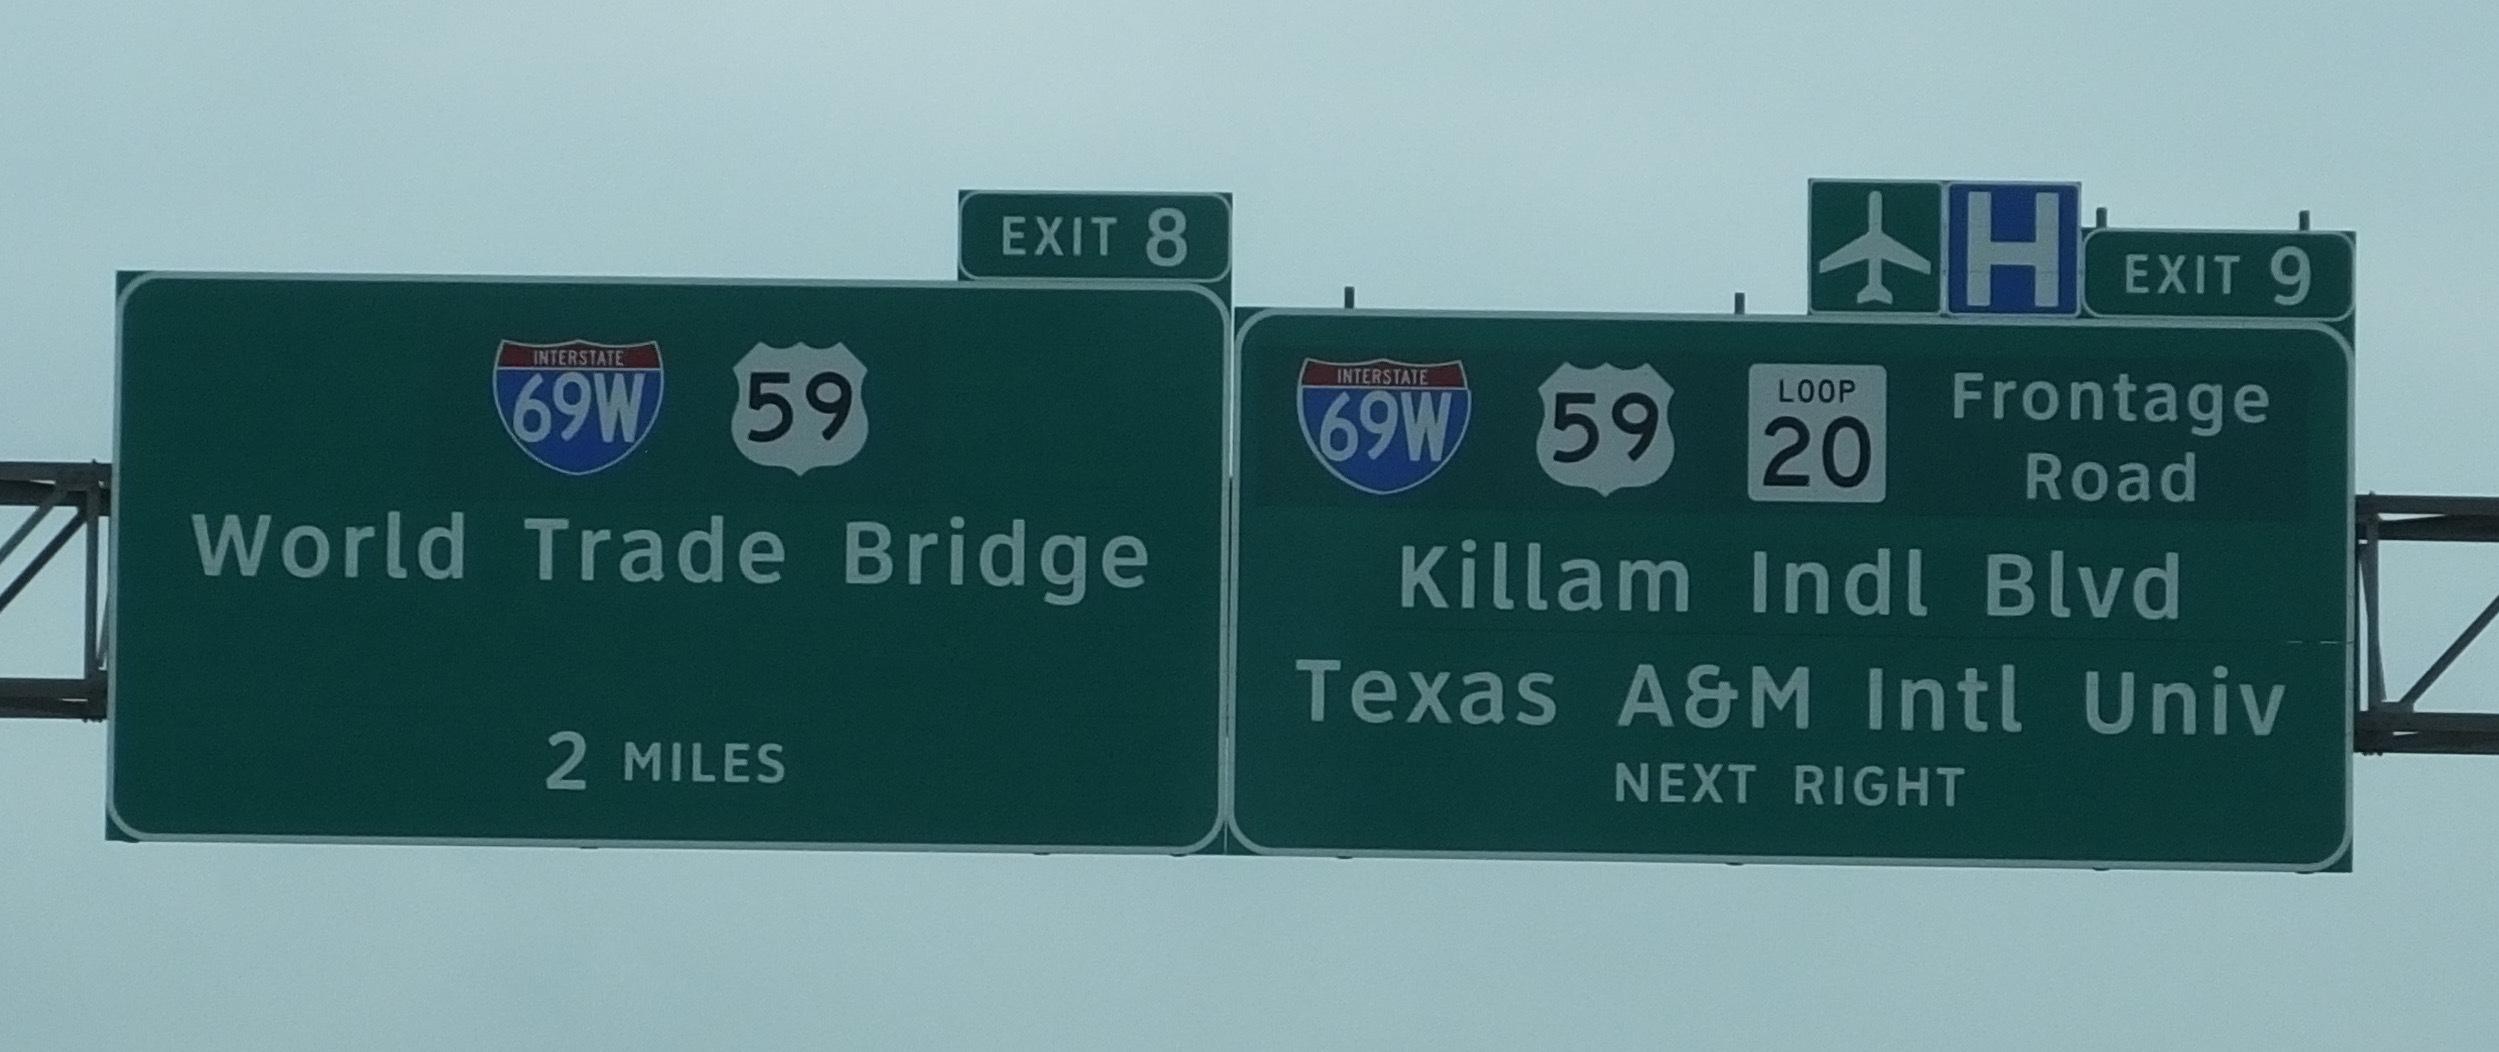 EXIT 8
INTERSTATE
69W
59
World Trade Bridge
2 MILES
H
EXIT 9
INTERSTATE
69W
59
LOOP
20
Frontage
Road
Killam Indl Blvd
Texas A&M Intl Univ
NEXT RIGHT